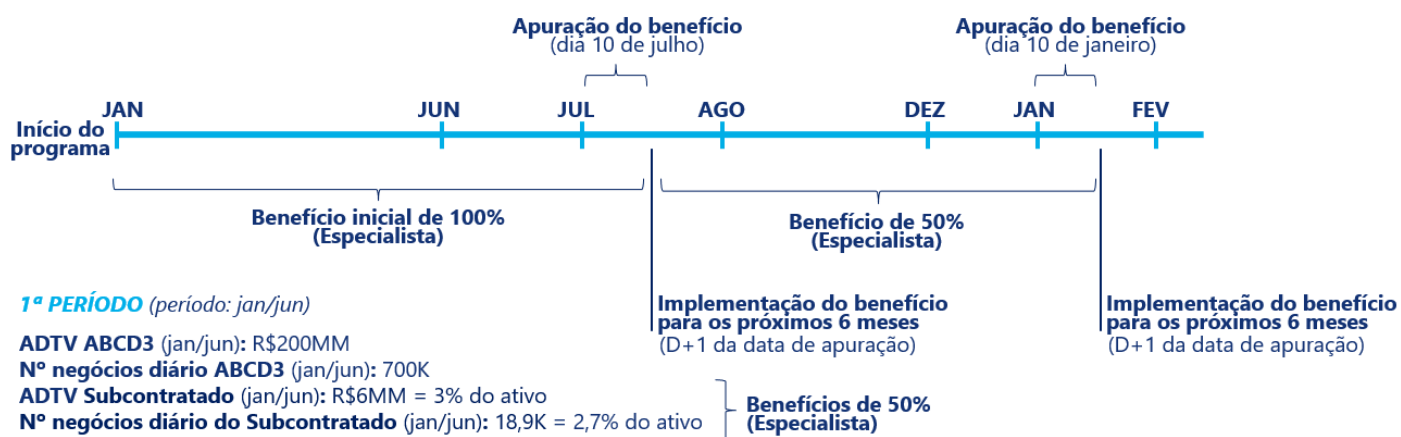 Apuração do benefício
(dia 10 de julho)
Apuração do benefício
(dia 10 de janeiro)
JAN
JUN
JUL
AGO
DEZ
JAN
FEV
Início do
programa
Benefício inicial de 100%
(Especialista)
Benefício de 50%
(Especialista)
1ª PERÍODO (período: jan/jun)
ADTV ABCD3 (jan/jun): R$200MM
Nº negócios diário ABCD3 (jan/jun): 700K
ADTV Subcontratado (jan/jun): R$6MM = 3% do ativo
Nº negócios diário do Subcontratado (jan/jun): 18,9K = 2,7% do ativo
Benefícios de 50%
(Especialista)
Implementação do benefício
para os próximos 6 meses
(D+1 da data de apuração)
Implementação do benefício
para os próximos 6 meses
(D+1 da data de apuração)